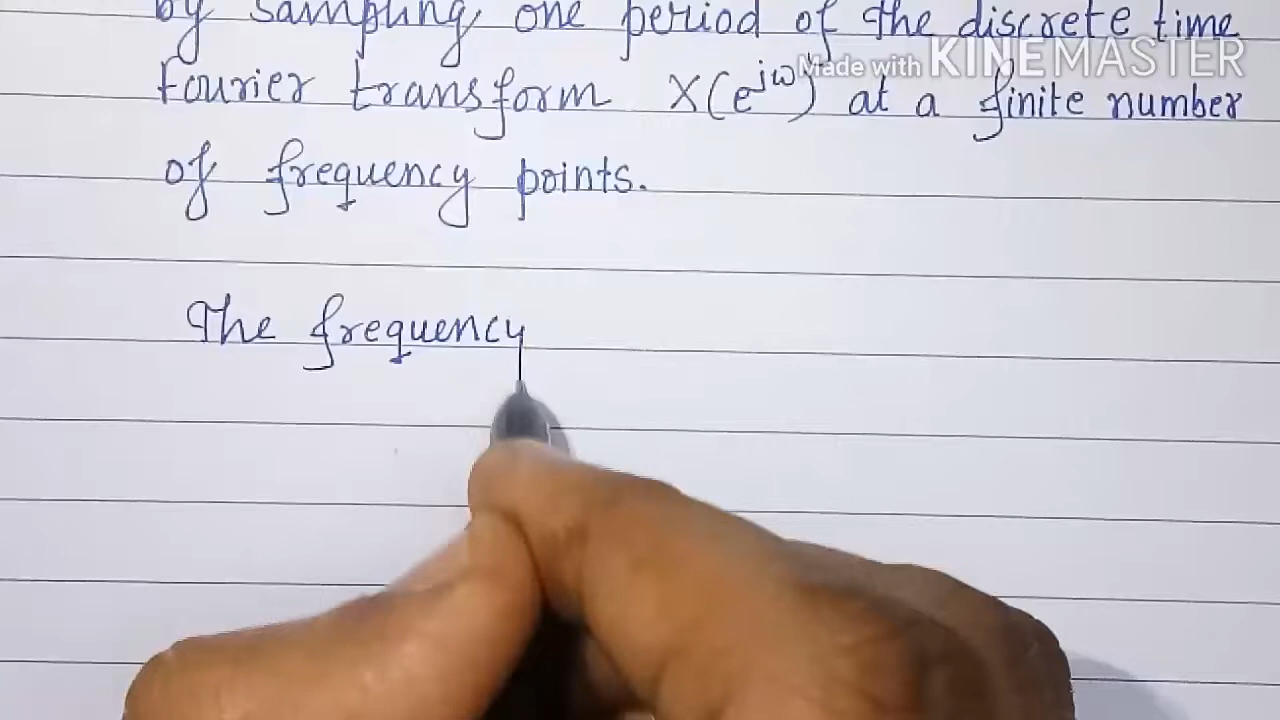 by sampling one period of the discrete time
Made with KINEMASTER
Fourier transform X(e^jω) at a finite number
of frequency points.
The frequency